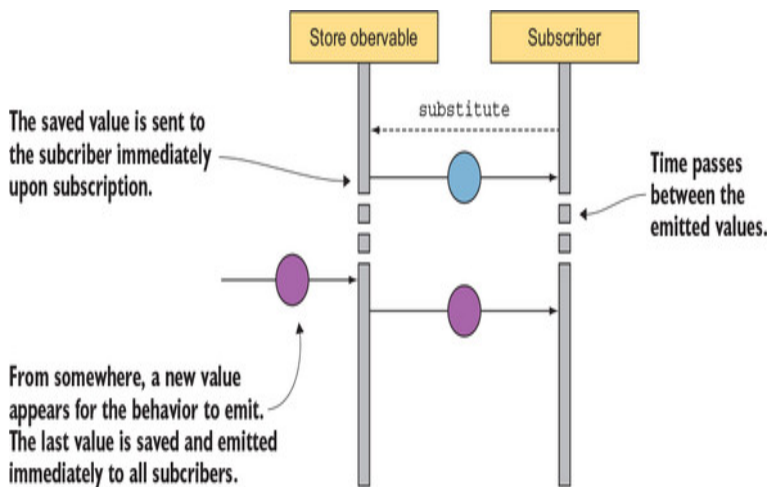 Store obervable
Subscriber
substitute
The saved value is sent to
the subcriber immediately
upon subscription.
Time passes
between the
emitted values.
From somewhere, a new value
appears for the behavior to emit.
The last value is saved and emitted
immediately to all subcribers.